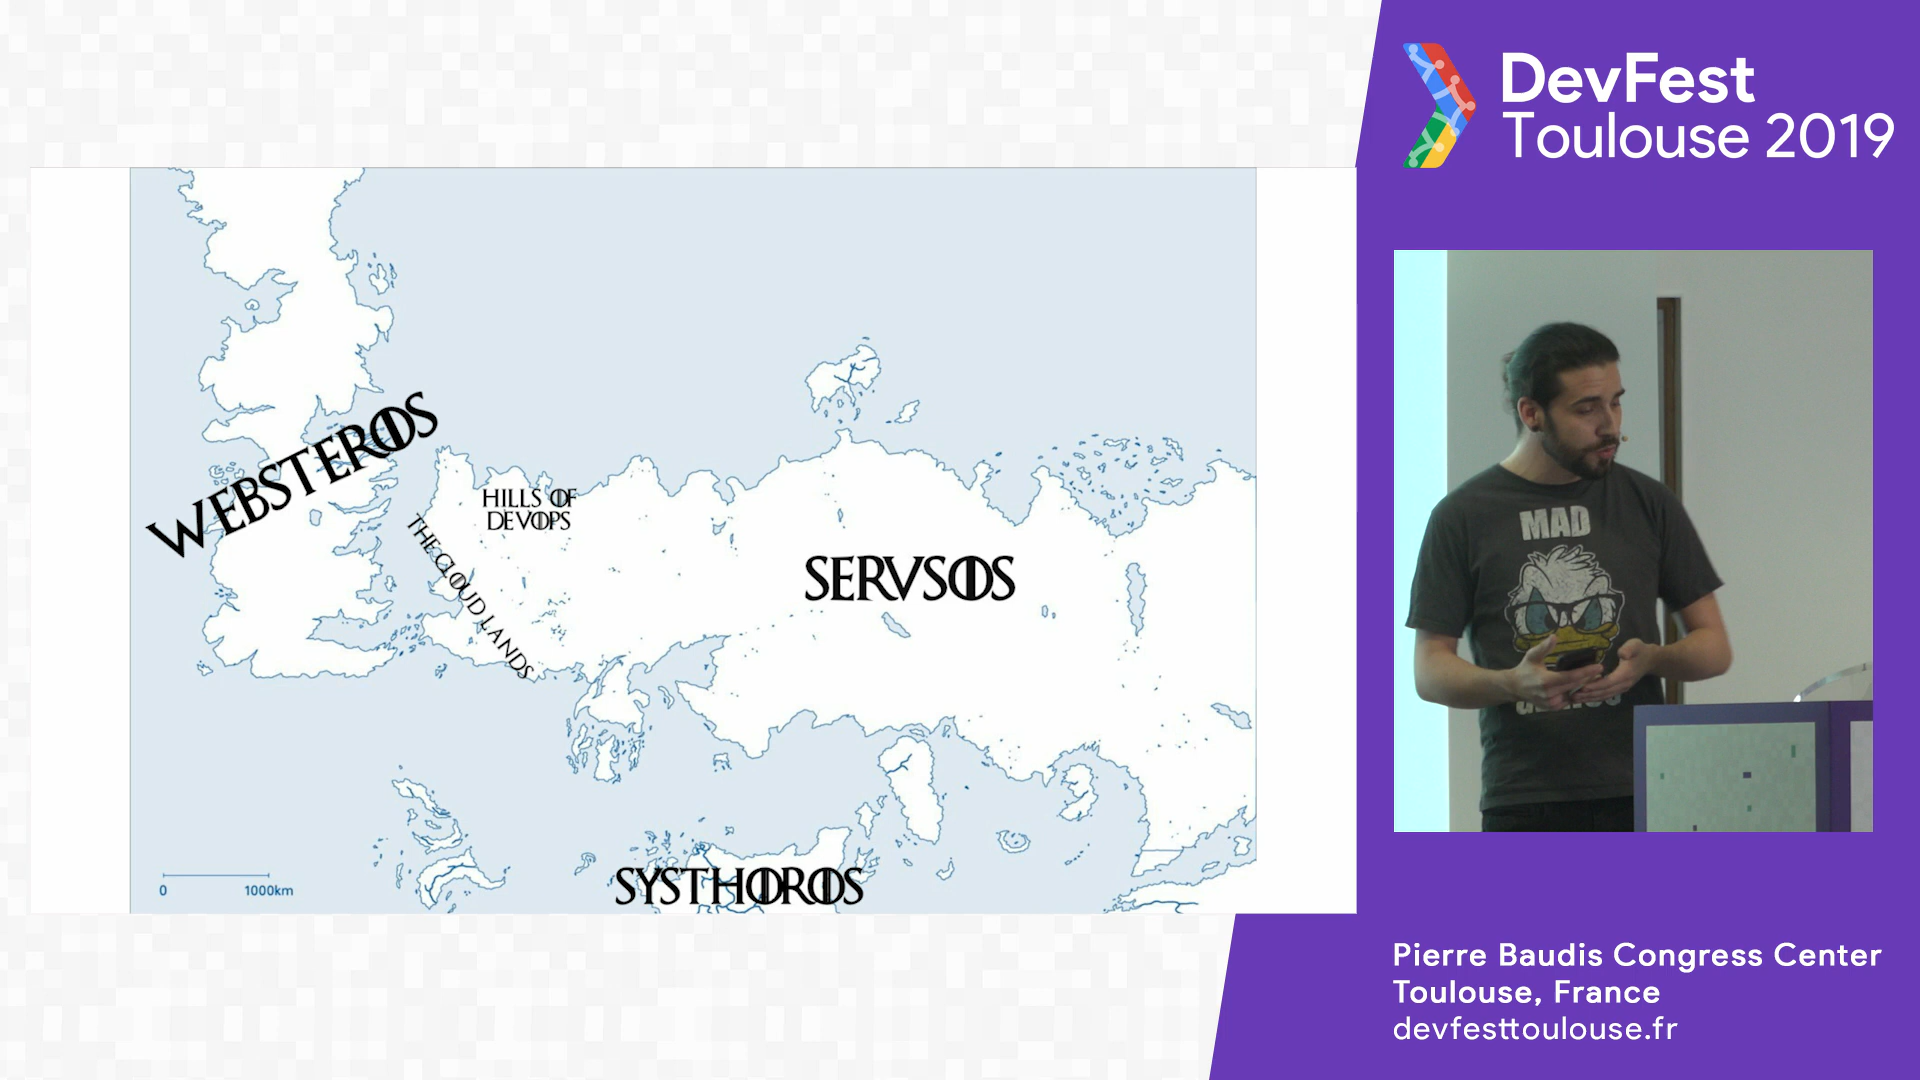 DevFest
Toulouse 2019
WEBSTEROS
HILLS OF
DEVOPS
THE CLOUD LANDS
SERVSOS
SYSTHOROS
0
1000km
MAD
Pierre Baudis Congress Center
Toulouse, France
devfesttoulouse.fr